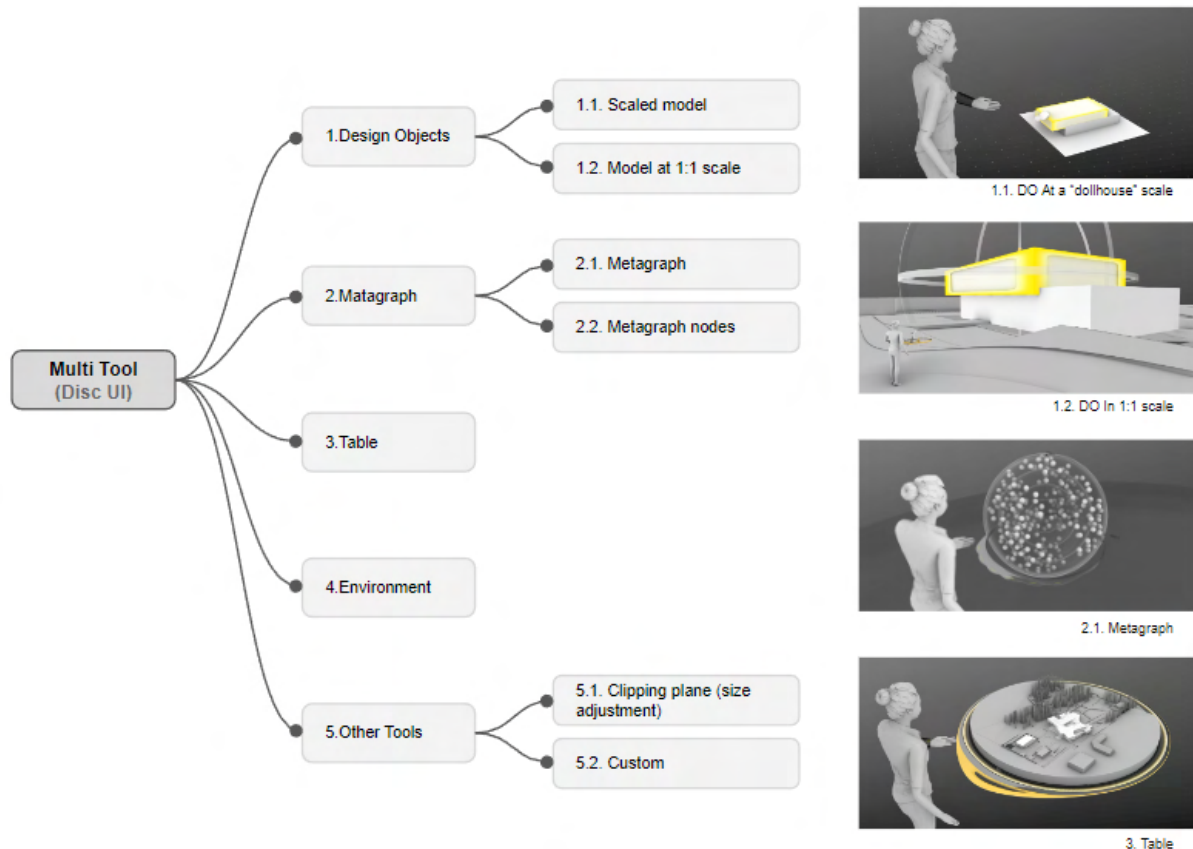 Multi Tool
(Disc UI)
1.Design Objects
1.1. Scaled model
1.2. Model at 1:1 scale
2.Matagraph
2.1. Metagraph
2.2. Metagraph nodes
3.Table
4.Environment
5.Other Tools
5.1. Clipping plane (size
adjustment)
5.2. Custom
1.1. DO At a "dollhouse" scale
1.2. DO In 1:1 scale
2.1. Metagraph
3. Table